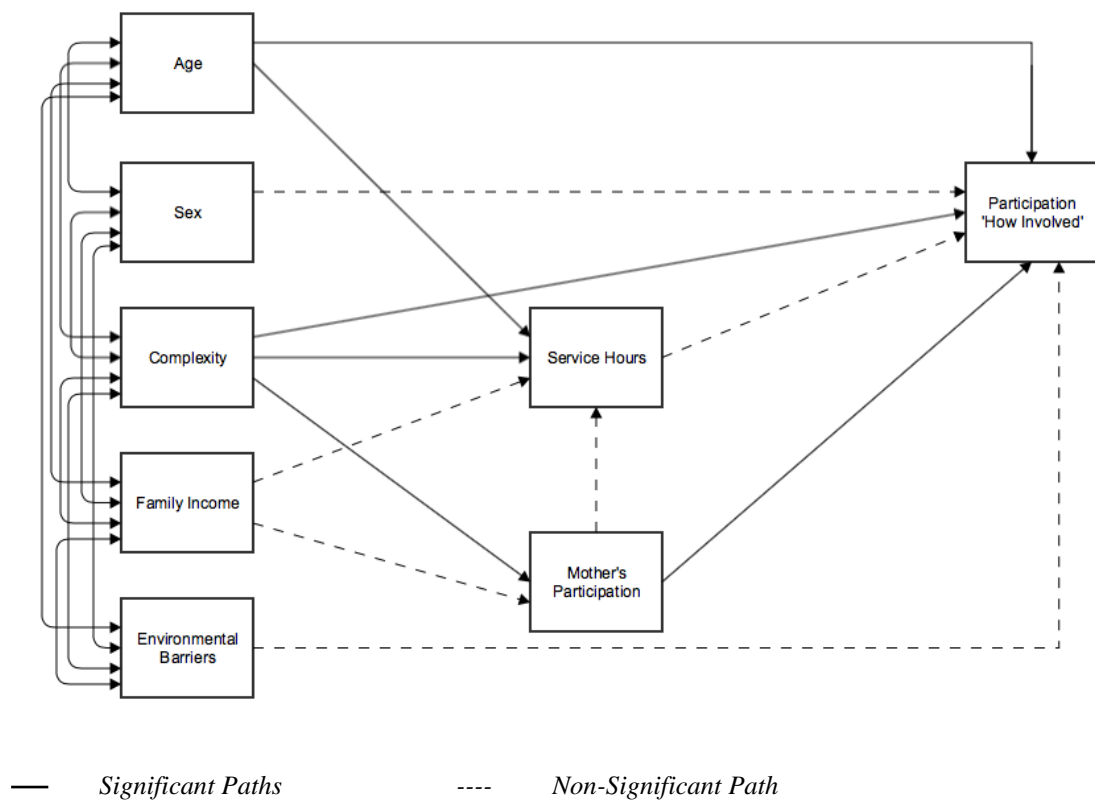 Age
Sex
Participation
'How Involved'
Complexity
Service Hours
Family Income
Mother's
Participation
Environmental
Barriers
Significant Paths
---- Non-Significant Path